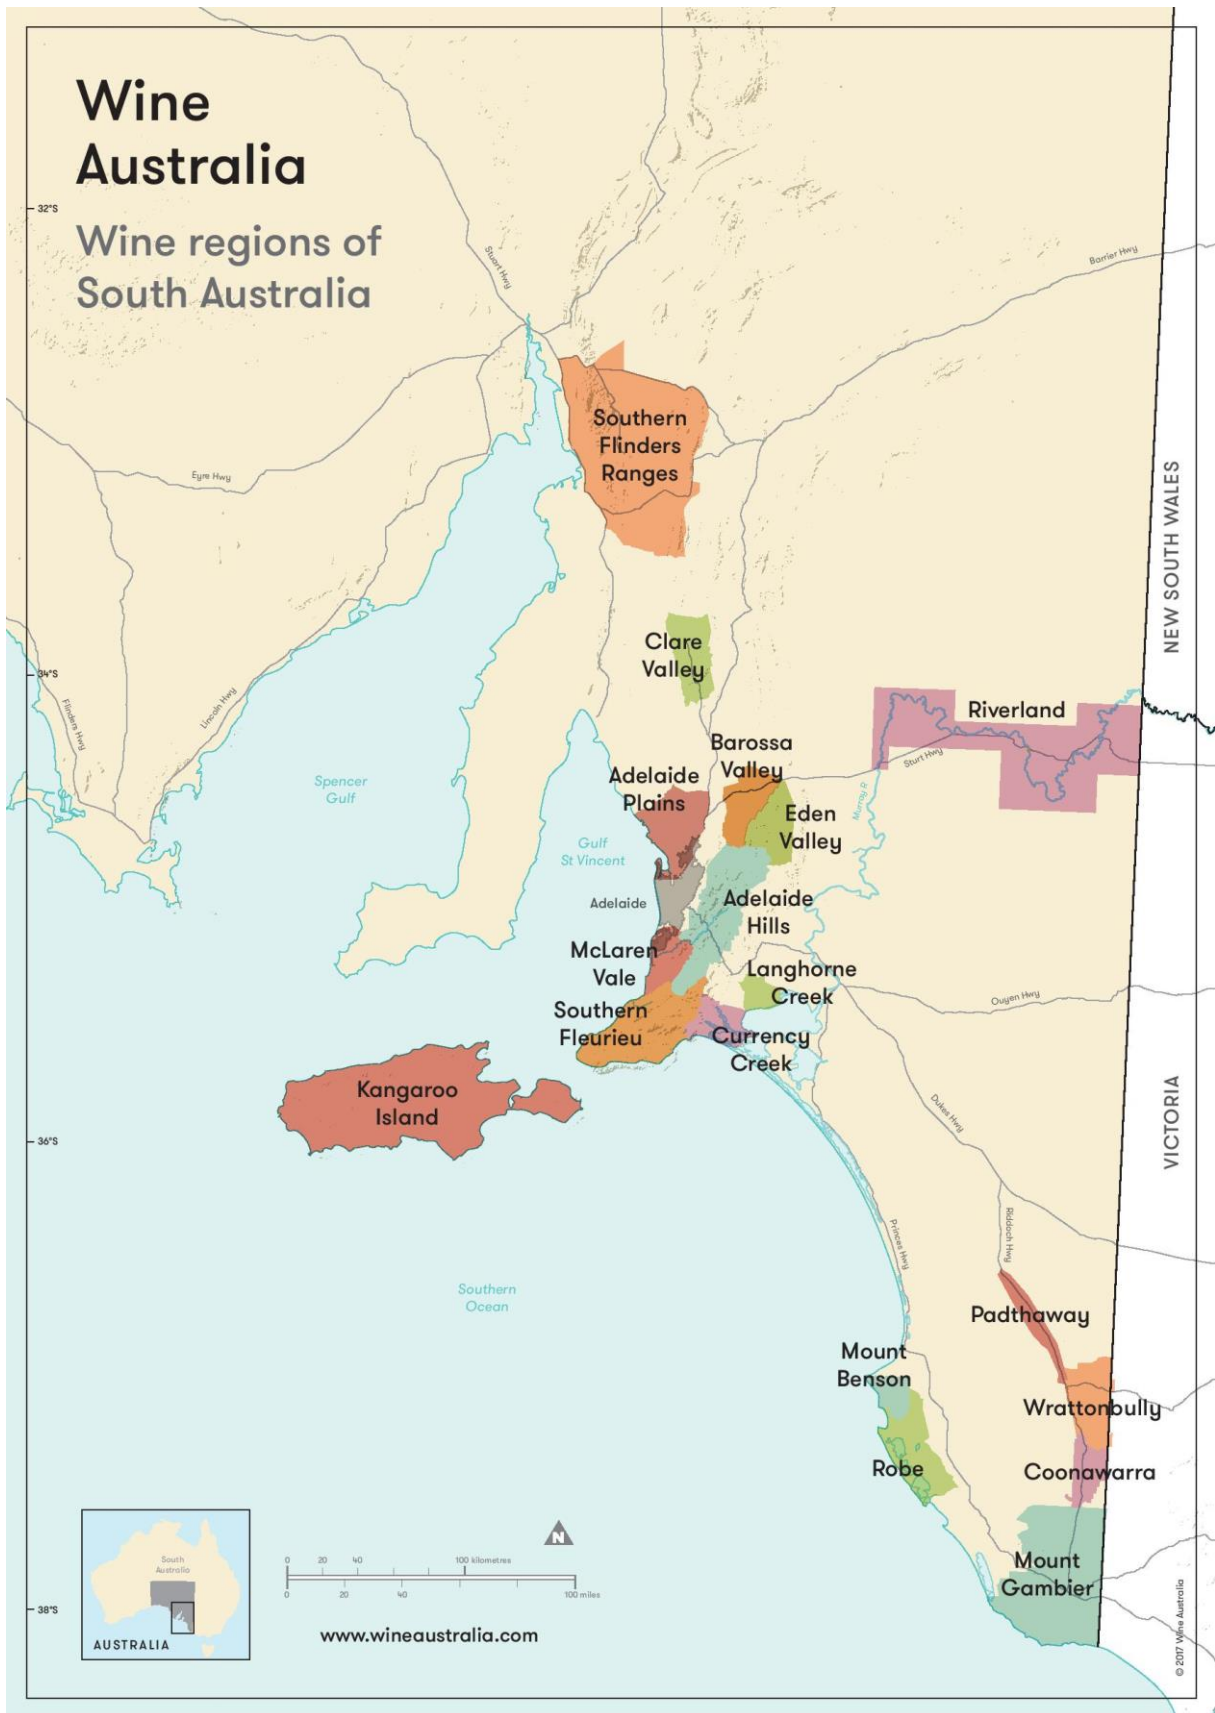 Wine
Australia
Wine regions of
South Australia
32°S
34°S
36°S
38°S
Stuart Hwy
Barrier Hwy
Eyre Hwy
Southern
Flinders
Ranges
NEW SOUTH WALES
Clare
Valley
Flinders Hwy
Lincoln Hwy
Riverland
Sturt Hwy
Murray R
Barossa
Valley
Spencer
Gulf
Adelaide
Plains
Eden
Valley
Gulf
St Vincent
Adelaide
Adelaide
Hills
McLaren
Vale
Langhorne
Creek
Ouyen Hwy
Southern
Fleurieu
Currency
Creek
Kangaroo
Island
Dukes Hwy
VICTORIA
Princes Hwy
Riddoch Hwy
Southern
Ocean
Padthaway
Mount
Benson
Wrattonbully
Robe
Coonawarra
Mount
Gambier
South
Australia
AUSTRALIA
N
0 20 40 100 kilometres
0 20 40 100 miles
www.wineaustralia.com
© 2017 Wine Australia